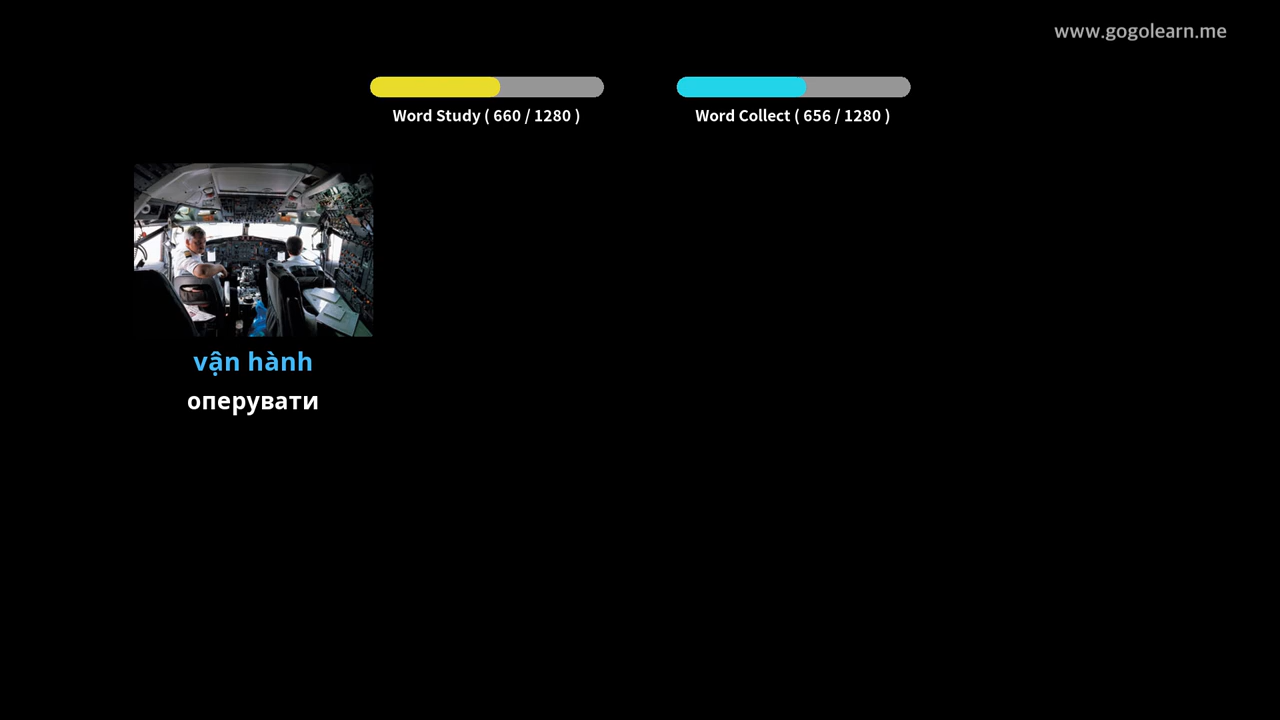 www.gogolearn.me
Word Study ( 660 / 1280 )
Word Collect ( 656 / 1280 )
vận hành
оперувати